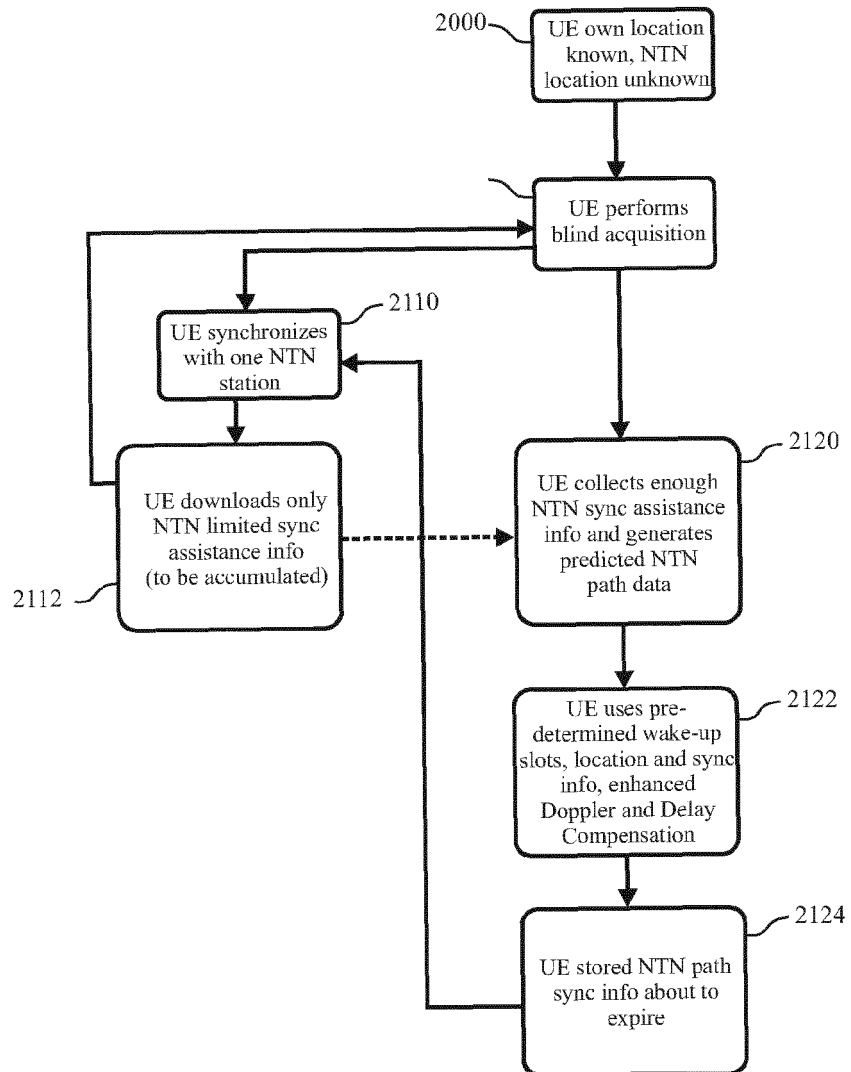 2000
UE own location
known, NTN
location unknown
UE performs
blind acquisition
2110
UE synchronizes
with one NTN
station
2120
UE collects enough
NTN sync assistance
info and generates
predicted NTN
path data
UE downloads only
NTN limited sync
assistance info
(to be accumulated)
2112
2122
UE uses pre-
determined wake-up
slots, location and sync
info, enhanced
Doppler and Delay
Compensation
2124
UE stored NTN path
sync info about to
expire